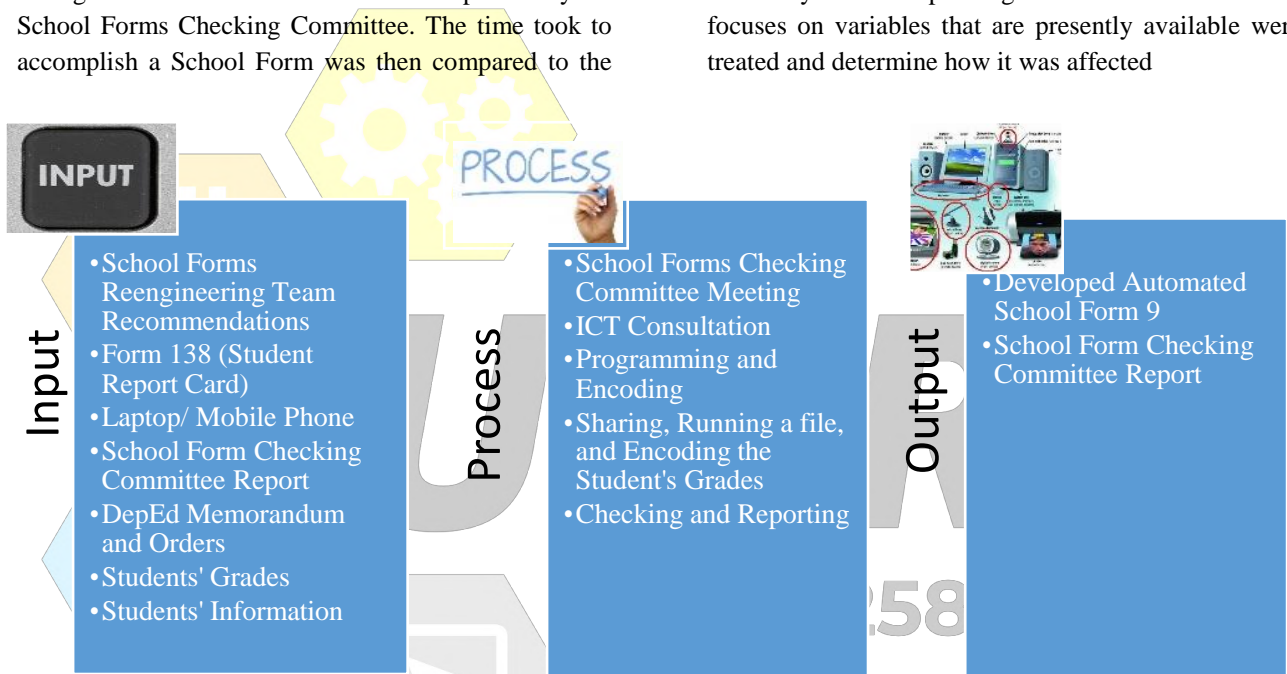 School Forms Checking Committee. The time took to
accomplish a School Form was then compared to the
focuses on variables that are presently available
treated and determine how it was affected
INPUT
Input
•School Forms
Reengineering Team
Recommendations
•Form 138 (Student
Report Card)
•Laptop/ Mobile Phone
•School Form Checking
Committee Report
•DepEd Memorandum
and Orders
•Students' Grades
•Students' Information
PROCESS
Process
•School Forms Checking
Committee Meeting
•ICT Consultation
•Programming and
Encoding
•Sharing, Running a file,
and Encoding the
Student's Grades
•Checking and Reporting
Output
•Developed Automated
School Form 9
•School Form Checking
Committee Report
258